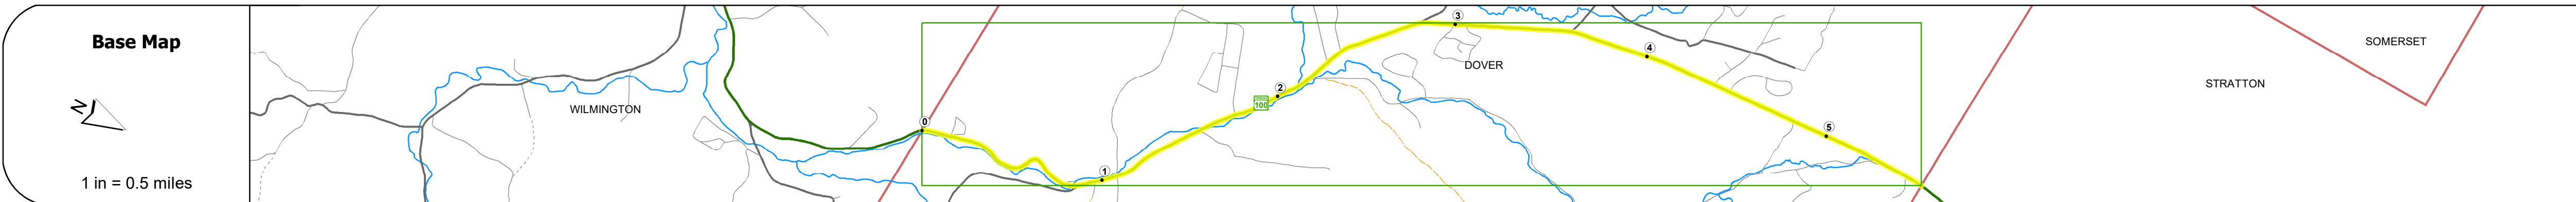 Base Map
N
1 in = 0.5 miles
WILMINGTON
0
1
100
2
3
DOVER
4
5
STRATTON
SOMERSET